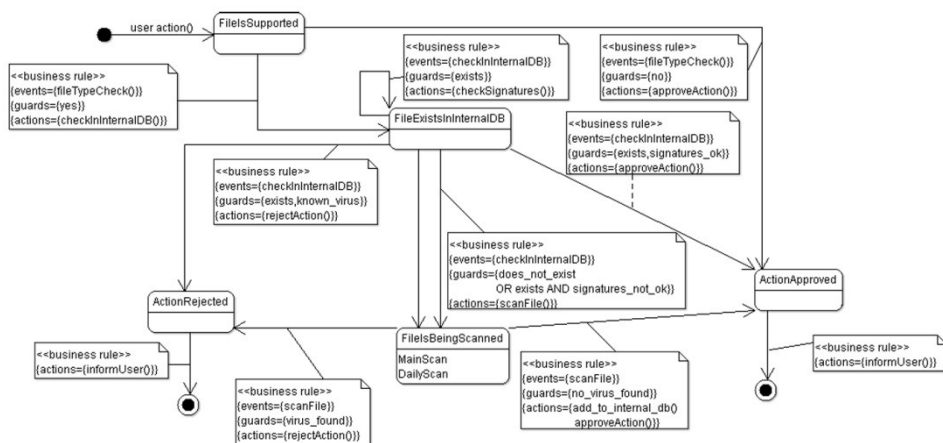 FileIsSupported
user action()
<<business rule>>
{events={fileTypeCheck()}
{guards={yes}
{actions={checkInInternalDB()}
<<business rule>>
{events={checkInInternalDB}
{guards={exists}
{actions={checkSignatures()}
<<business rule>>
{events={fileTypeCheck()}
{guards={no}
{actions={approveAction()}
FileExistsInInternalDB
<<business rule>>
{events={checkInInternalDB}
{guards={exists,signatures_ok}
{actions={approveAction()}
<<business rule>>
{events={checkInInternalDB}
{guards={exists,known_virus}
{actions={rejectAction()}
<<business rule>>
{events={checkInInternalDB}
{guards={does_not_exist
OR exists AND signatures_not_ok}
{actions={scanFile()}
ActionRejected
ActionApproved
FileIsBeingScanned
MainScan
DailyScan
<<business rule>>
{actions={informUser()}
<<business rule>>
{events={scanFile}
{guards={virus_found}
{actions={rejectAction()}
<<business rule>>
{events={scanFile}
{guards={no_virus_found}
{actions={add_to_internal_db()
approveAction()}
<<business rule>>
{actions={informUser()}